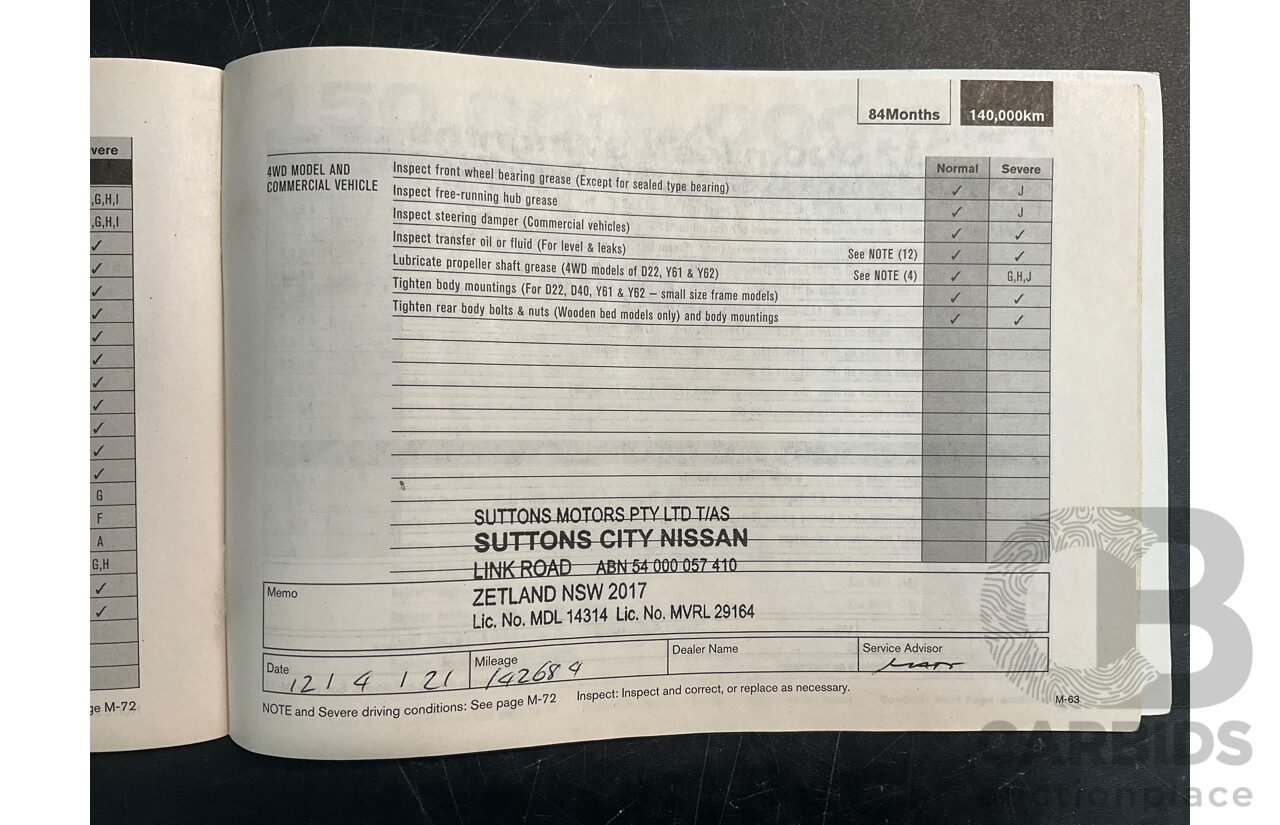 vere
,G,H,I
,G,H,I
✓
✓
✓
✓
✓
✓
✓
✓
✓
✓
✓
G
F
A
G,H
✓
✓
ge M-72
84Months 140,000km
4WD MODEL AND
COMMERCIAL VEHICLE
Normal Severe
Inspect front wheel bearing grease (Except for sealed type bearing) ✓ J
Inspect free-running hub grease ✓ J
Inspect steering damper (Commercial vehicles) ✓ ✓
Inspect transfer oil or fluid (For level & leaks) See NOTE (12) ✓ ✓
Lubricate propeller shaft grease (4WD models of D22, Y61 & Y62) See NOTE (4) ✓ G,H,J
Tighten body mountings (For D22, D40, Y61 & Y62 – small size frame models) ✓ ✓
Tighten rear body bolts & nuts (Wooden bed models only) and body mountings ✓ ✓
SUTTONS MOTORS PTY LTD T/AS
SUTTONS CITY NISSAN
LINK ROAD ABN 54 000 057 410
ZETLAND NSW 2017
Lic. No. MDL 14314 Lic. No. MVRL 29164
Memo
Date 12 / 4 / 21
Mileage 142684
Dealer Name
Service Advisor
NOTE and Severe driving conditions: See page M-72 Inspect: Inspect and correct, or replace as necessary.
M-63
CARBIDS
auctionplace